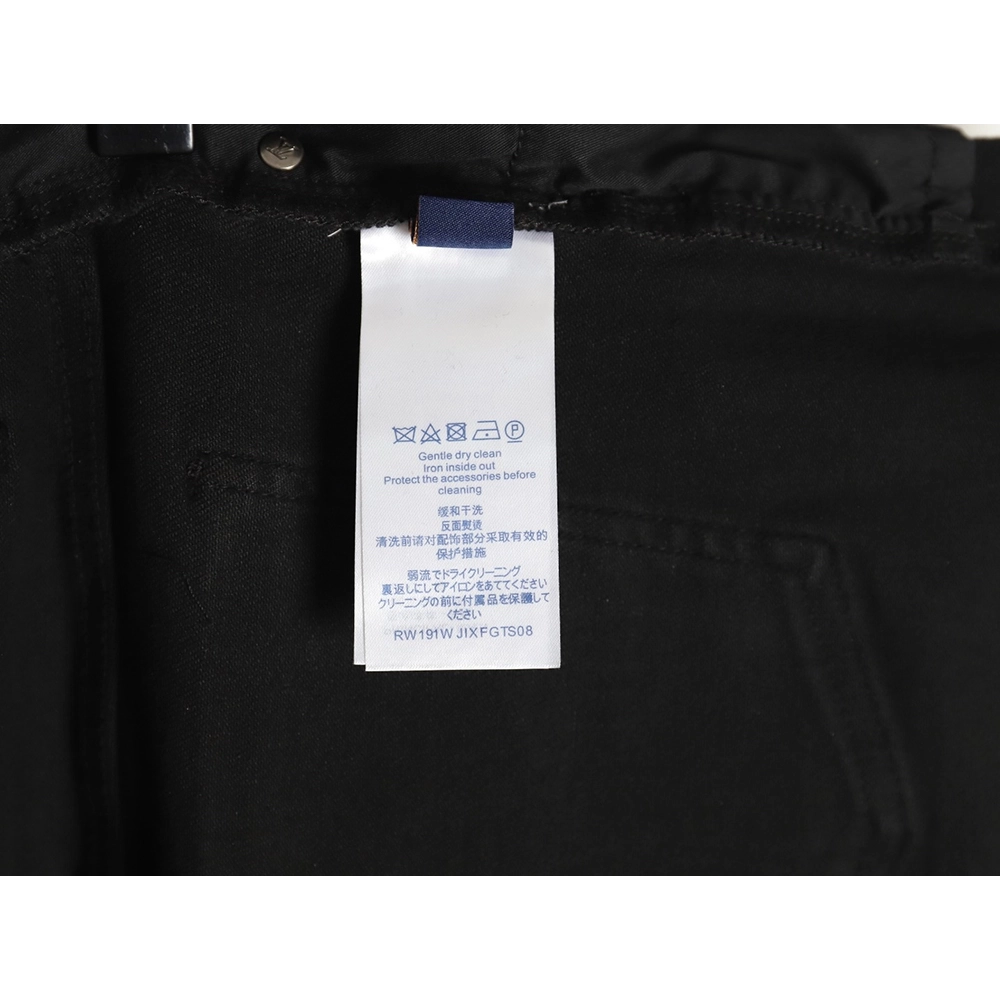 LV
P
Gentle dry clean
Iron inside out
Protect the accessories before
cleaning
缓和干洗
反面熨烫
清洗前请对配饰部分采取有效的
保护措施
弱流でドライクリーニング
裏返しにしてアイロンをあててください
クリーニングの前に付属品を保護して
ください
RW191W JIXFGTS08